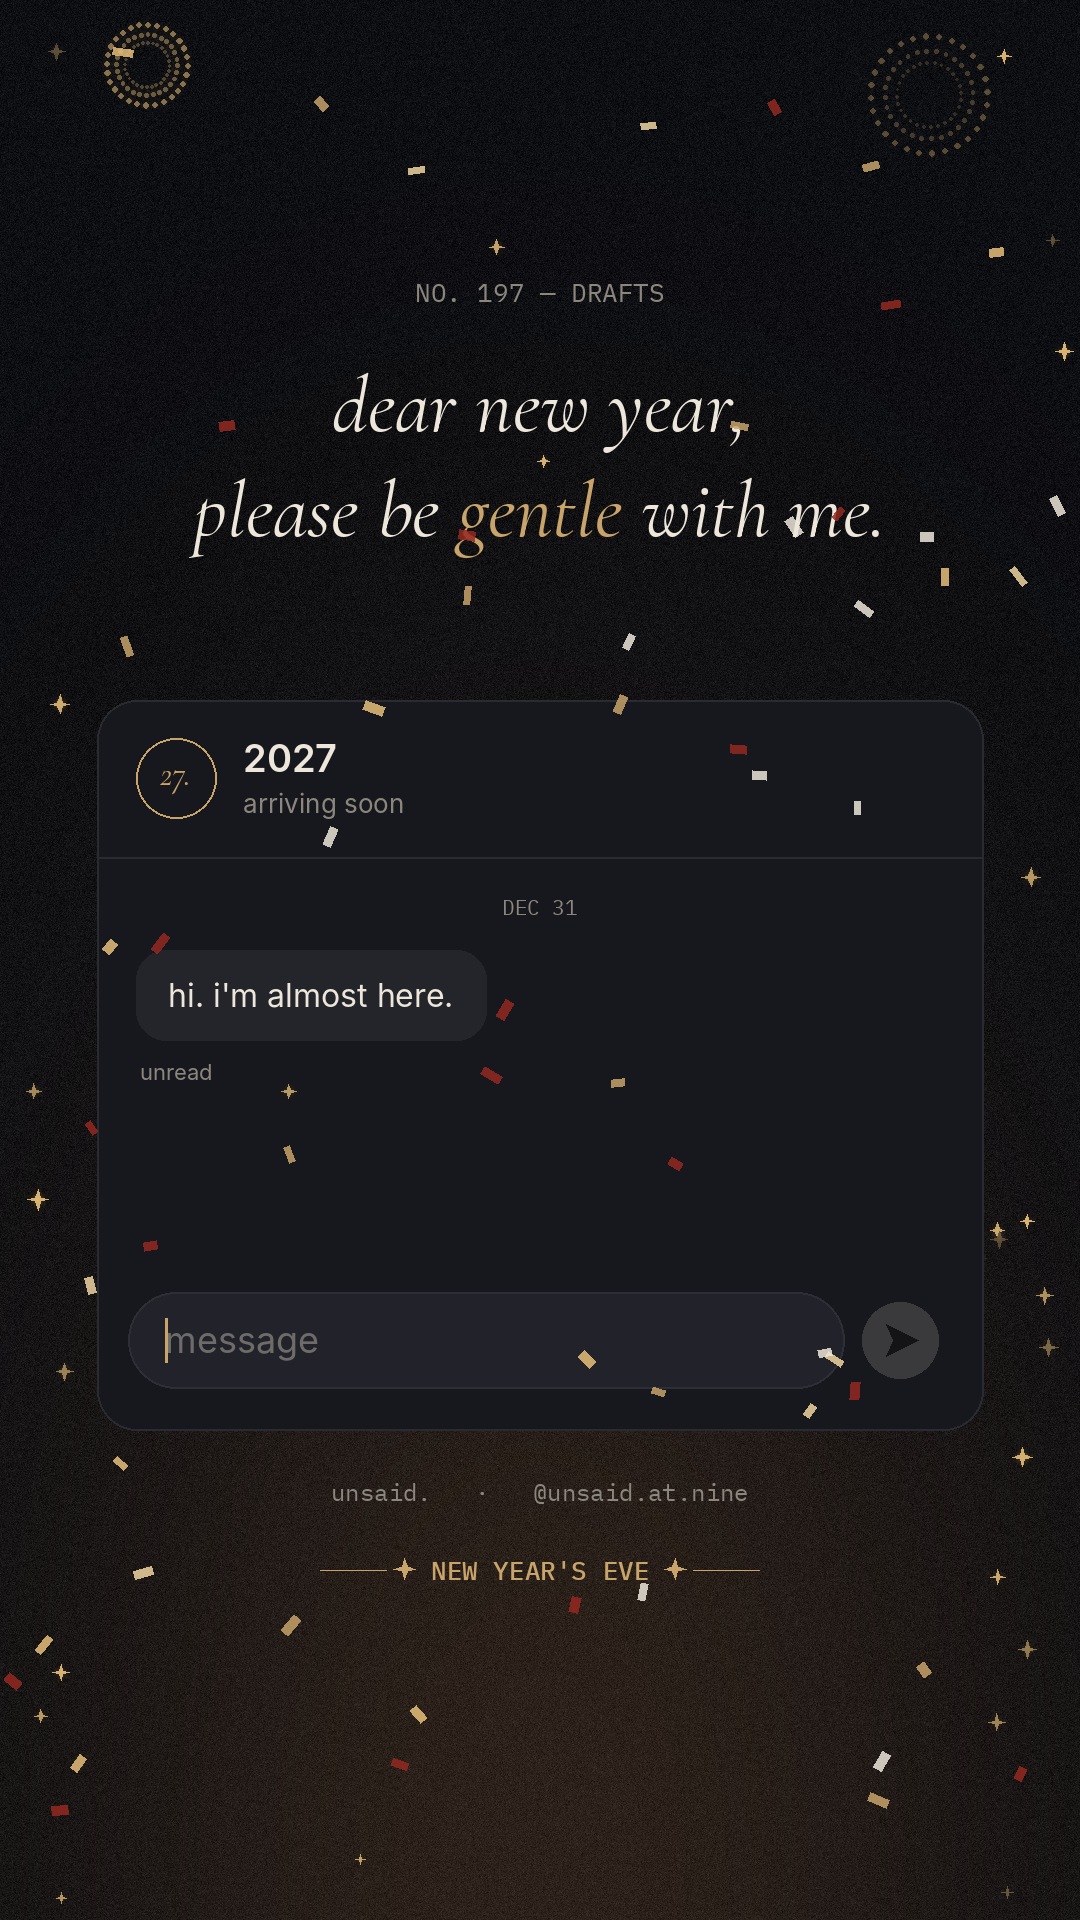 NO. 197 — DRAFTS
dear new year,
please be gentle with me.
27.
2027
arriving soon
DEC 31
hi. i'm almost here.
unread
message
unsaid. · @unsaid.at.nine
NEW YEAR'S EVE